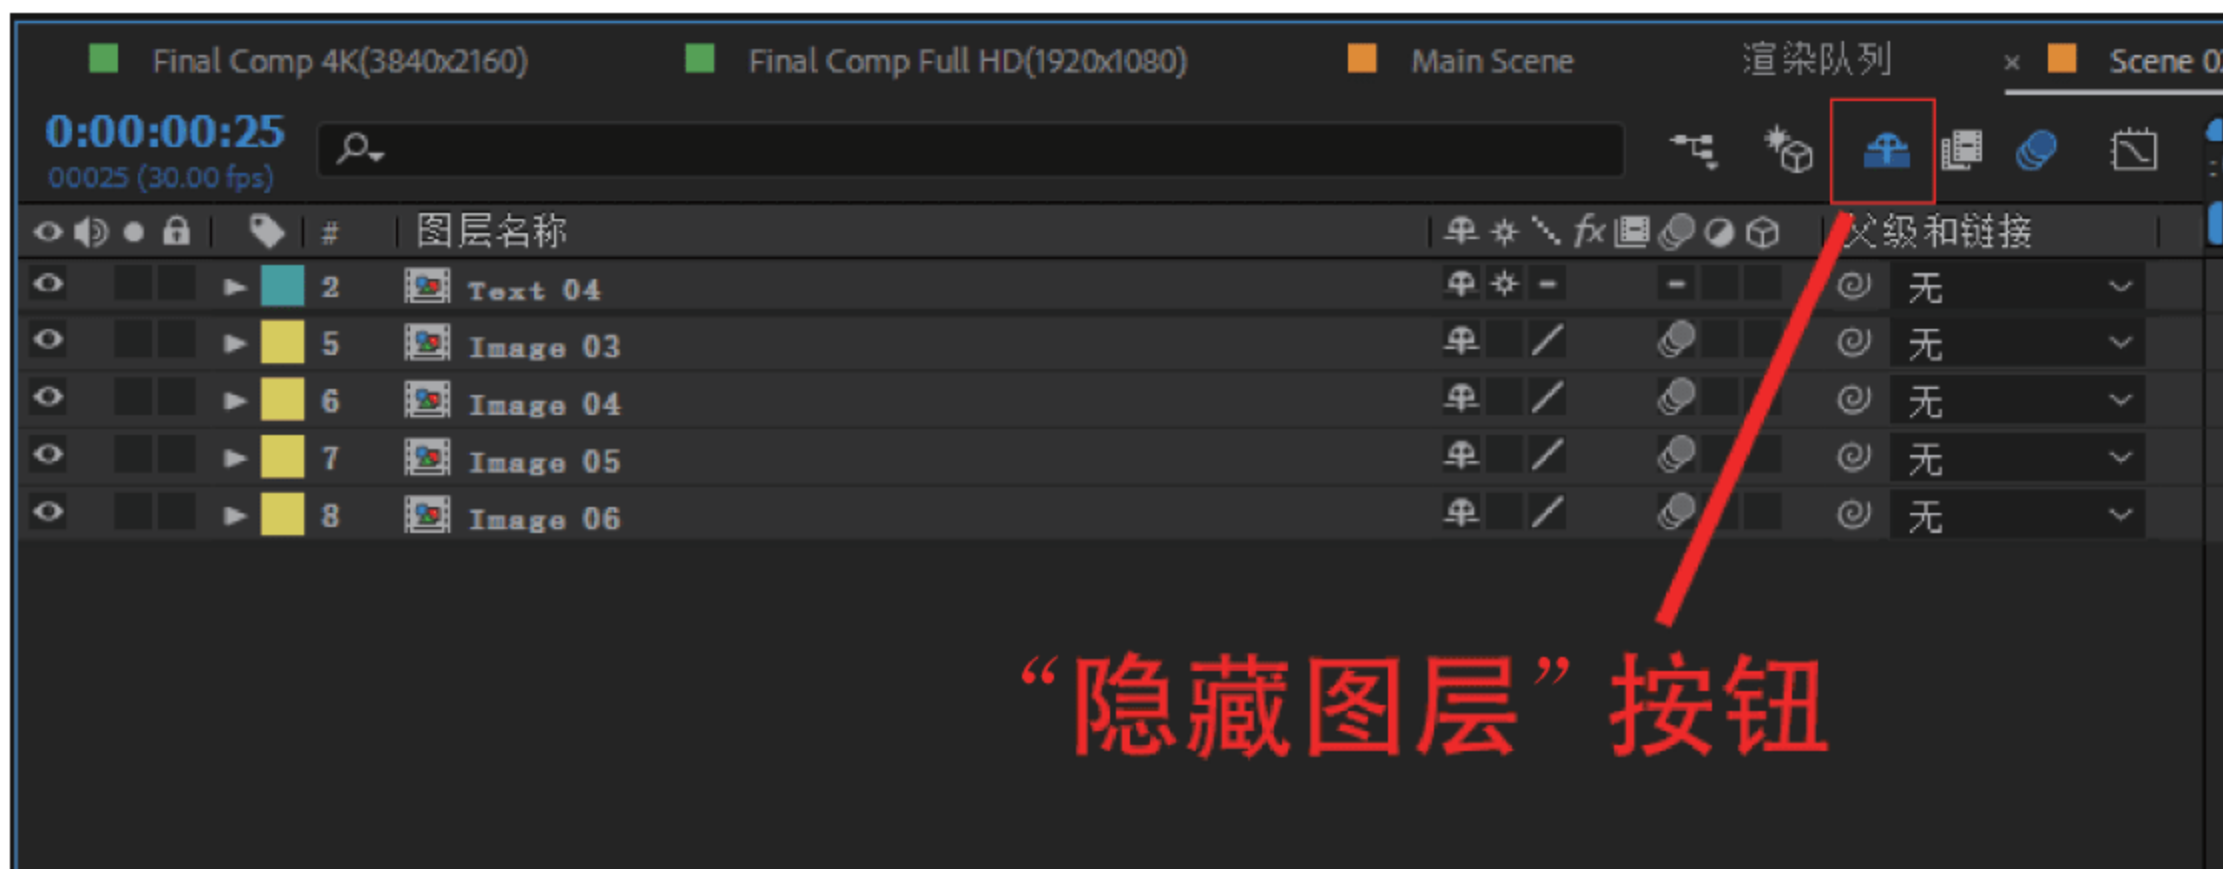 Final Comp 4K(3840x2160) Final Comp Full HD(1920x1080) Main Scene 渲染队列 × Scene
0:00:00:25
00025 (30.00 fps)
# 图层名称 fx 父级和链接
2 Text 04 无
5 Image 03 无
6 Image 04 无
7 Image 05 无
8 Image 06 无
“隐藏图层”按钮